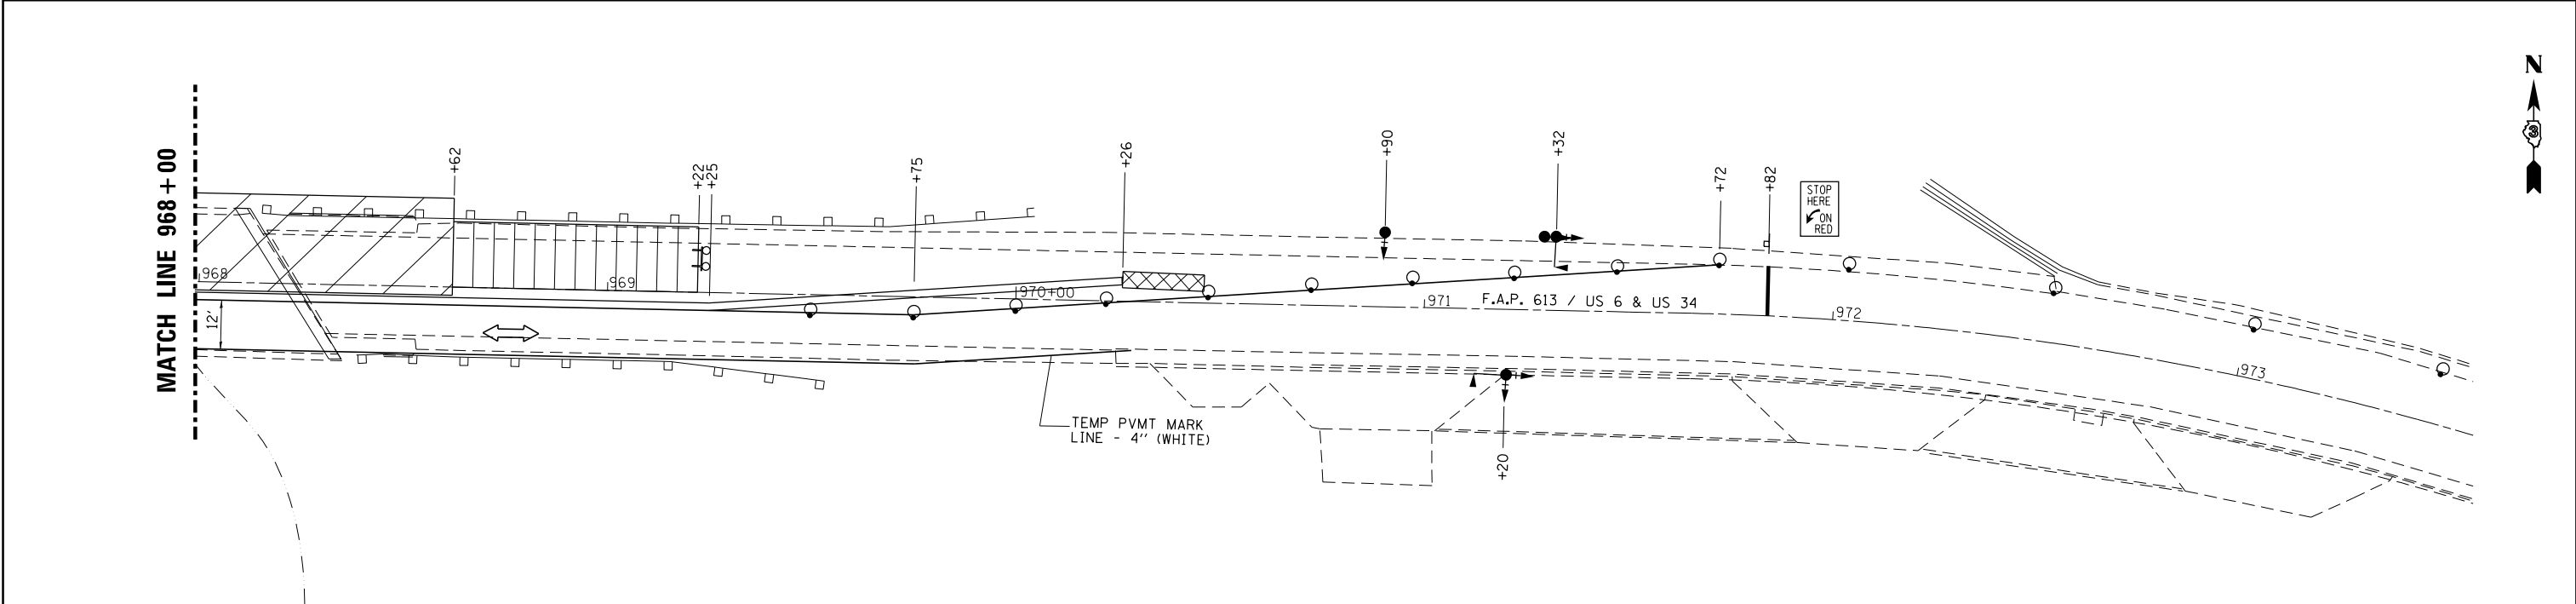 MATCH LINE 968+00
+62
+22
+25
+75
+26
+90
+32
+72
+82
STOP
HERE
ON
RED
N
3
968
969
970+00
971
F.A.P. 613 / US 6 & US 34
972
973
12'
TEMP PVMT MARK
LINE - 4" (WHITE)
+20